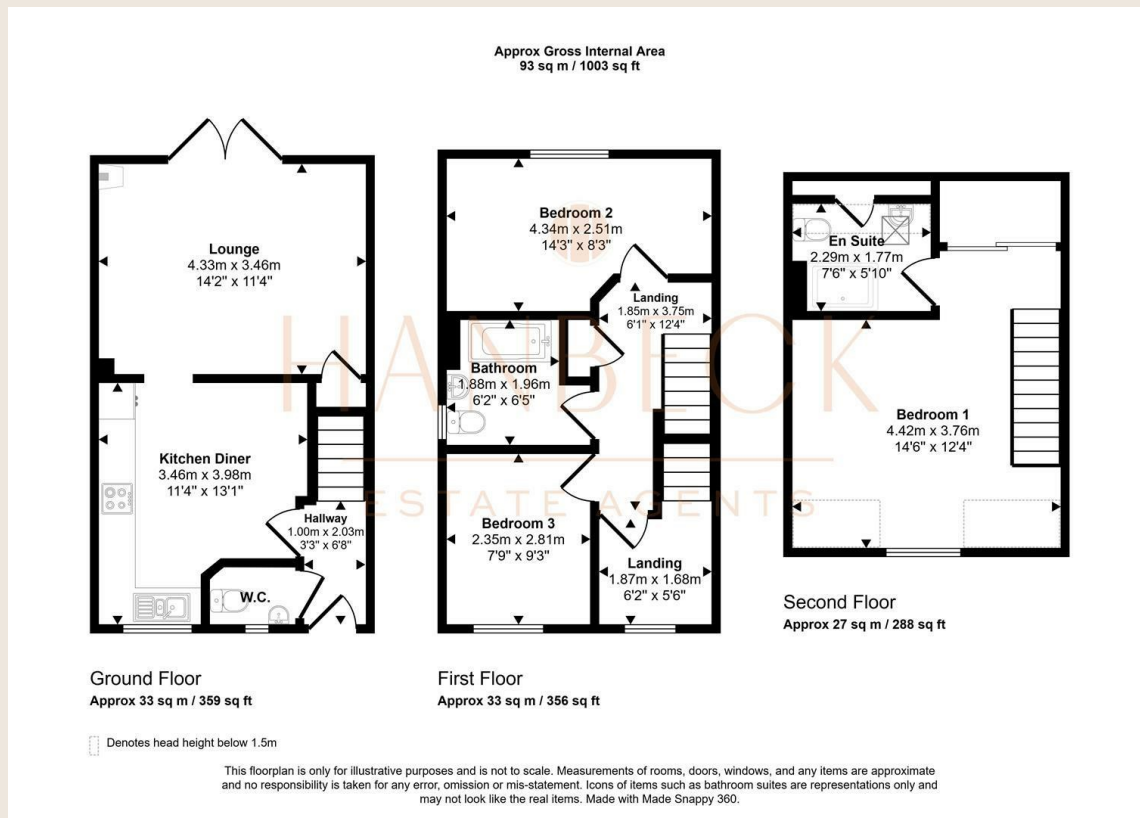 Approx Gross Internal Area
93 sq m / 1003 sq ft
Lounge
4.33m x 3.46m
14'2" x 11'4"
Kitchen Diner
3.46m x 3.98m
11'4" x 13'1"
Hallway
1.00m x 2.03m
3'3" x 6'8"
W.C.
Ground Floor
Approx 33 sq m / 359 sq ft
Bedroom 2
4.34m x 2.51m
14'3" x 8'3"
Landing
1.85m x 3.75m
6'1" x 12'4"
Bathroom
1.88m x 1.96m
6'2" x 6'5"
Bedroom 3
2.35m x 2.81m
7'9" x 9'3"
Landing
1.87m x 1.68m
6'2" x 5'6"
First Floor
Approx 33 sq m / 356 sq ft
En Suite
2.29m x 1.77m
7'6" x 5'10"
Bedroom 1
4.42m x 3.76m
14'6" x 12'4"
Second Floor
Approx 27 sq m / 288 sq ft
HANBECK
ESTATE AGENTS
Denotes head height below 1.5m
This floorplan is only for illustrative purposes and is not to scale. Measurements of rooms, doors, windows, and any items are approximate
and no responsibility is taken for any error, omission or mis-statement. Icons of items such as bathroom suites are representations only and
may not look like the real items. Made with Made Snappy 360.